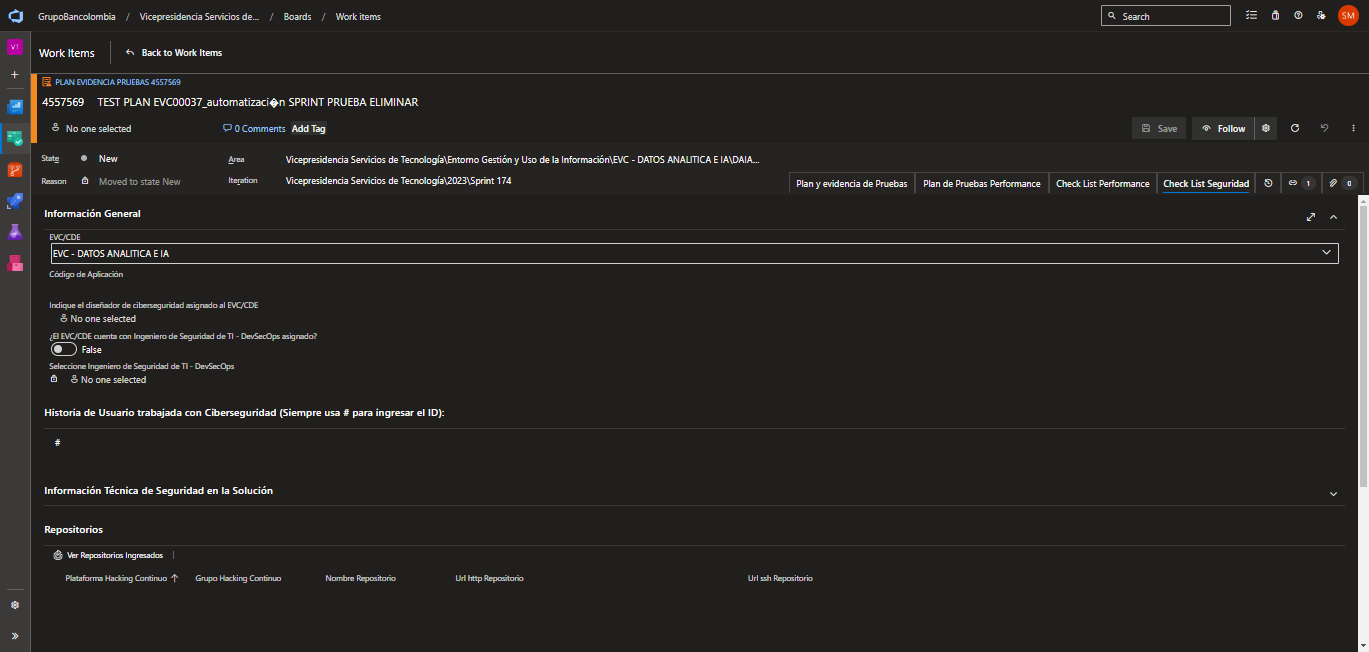 GrupoBancolombia / Vicepresidencia Servicios de... / Boards / Work items
Search
SM
VT
Work Items
Back to Work Items
PLAN EVIDENCIA PRUEBAS 4557569
4557569 TEST PLAN EVC00037_automatizaci�n SPRINT PRUEBA ELIMINAR
No one selected
0 Comments
Add Tag
Save
Follow
State
New
Area
Vicepresidencia Servicios de Tecnología\Entorno Gestión y Uso de la Información\EVC - DATOS ANALITICA E IA\DAIA...
Reason
Moved to state New
Iteration
Vicepresidencia Servicios de Tecnología\2023\Sprint 174
Plan y evidencia de Pruebas
Plan de Pruebas Performance
Check List Performance
Check List Seguridad
1
0
Información General
EVC/CDE
EVC - DATOS ANALITICA E IA
Código de Aplicación
Indique el diseñador de ciberseguridad asignado al EVC/CDE
No one selected
¿El EVC/CDE cuenta con Ingeniero de Seguridad de TI - DevSecOps asignado?
False
Seleccione Ingeniero de Seguridad de TI - DevSecOps
No one selected
Historia de Usuario trabajada con Ciberseguridad (Siempre usa # para ingresar el ID):
#
Información Técnica de Seguridad en la Solución
Repositorios
Ver Repositorios Ingresados
Plataforma Hacking Continuo
Grupo Hacking Continuo
Nombre Repositorio
Url http Repositorio
Url ssh Repositorio